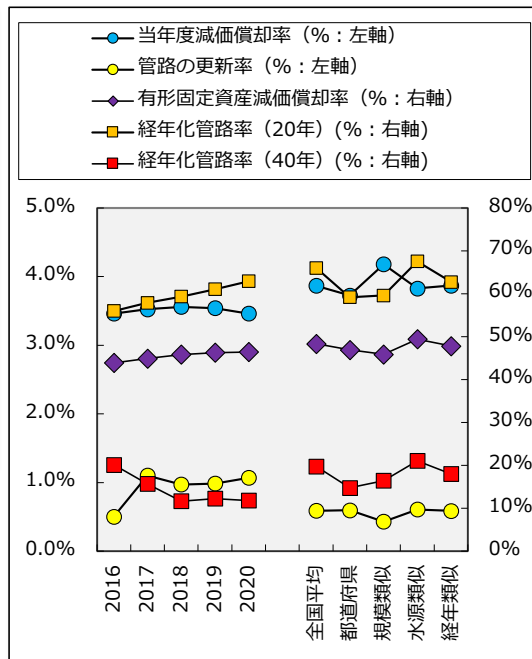 当年度減価償却率（％：左軸）
管路の更新率（％：左軸）
有形固定資産減価償却率（％：右軸）
経年化管路率（20年）(％：右軸)
経年化管路率（40年）(％：右軸)
5.0%
4.0%
3.0%
2.0%
1.0%
0.0%
80%
70%
60%
50%
40%
30%
20%
10%
0%
2016
2017
2018
2019
2020
全国平均
都道府県
規模類似
水源類似
経年類似